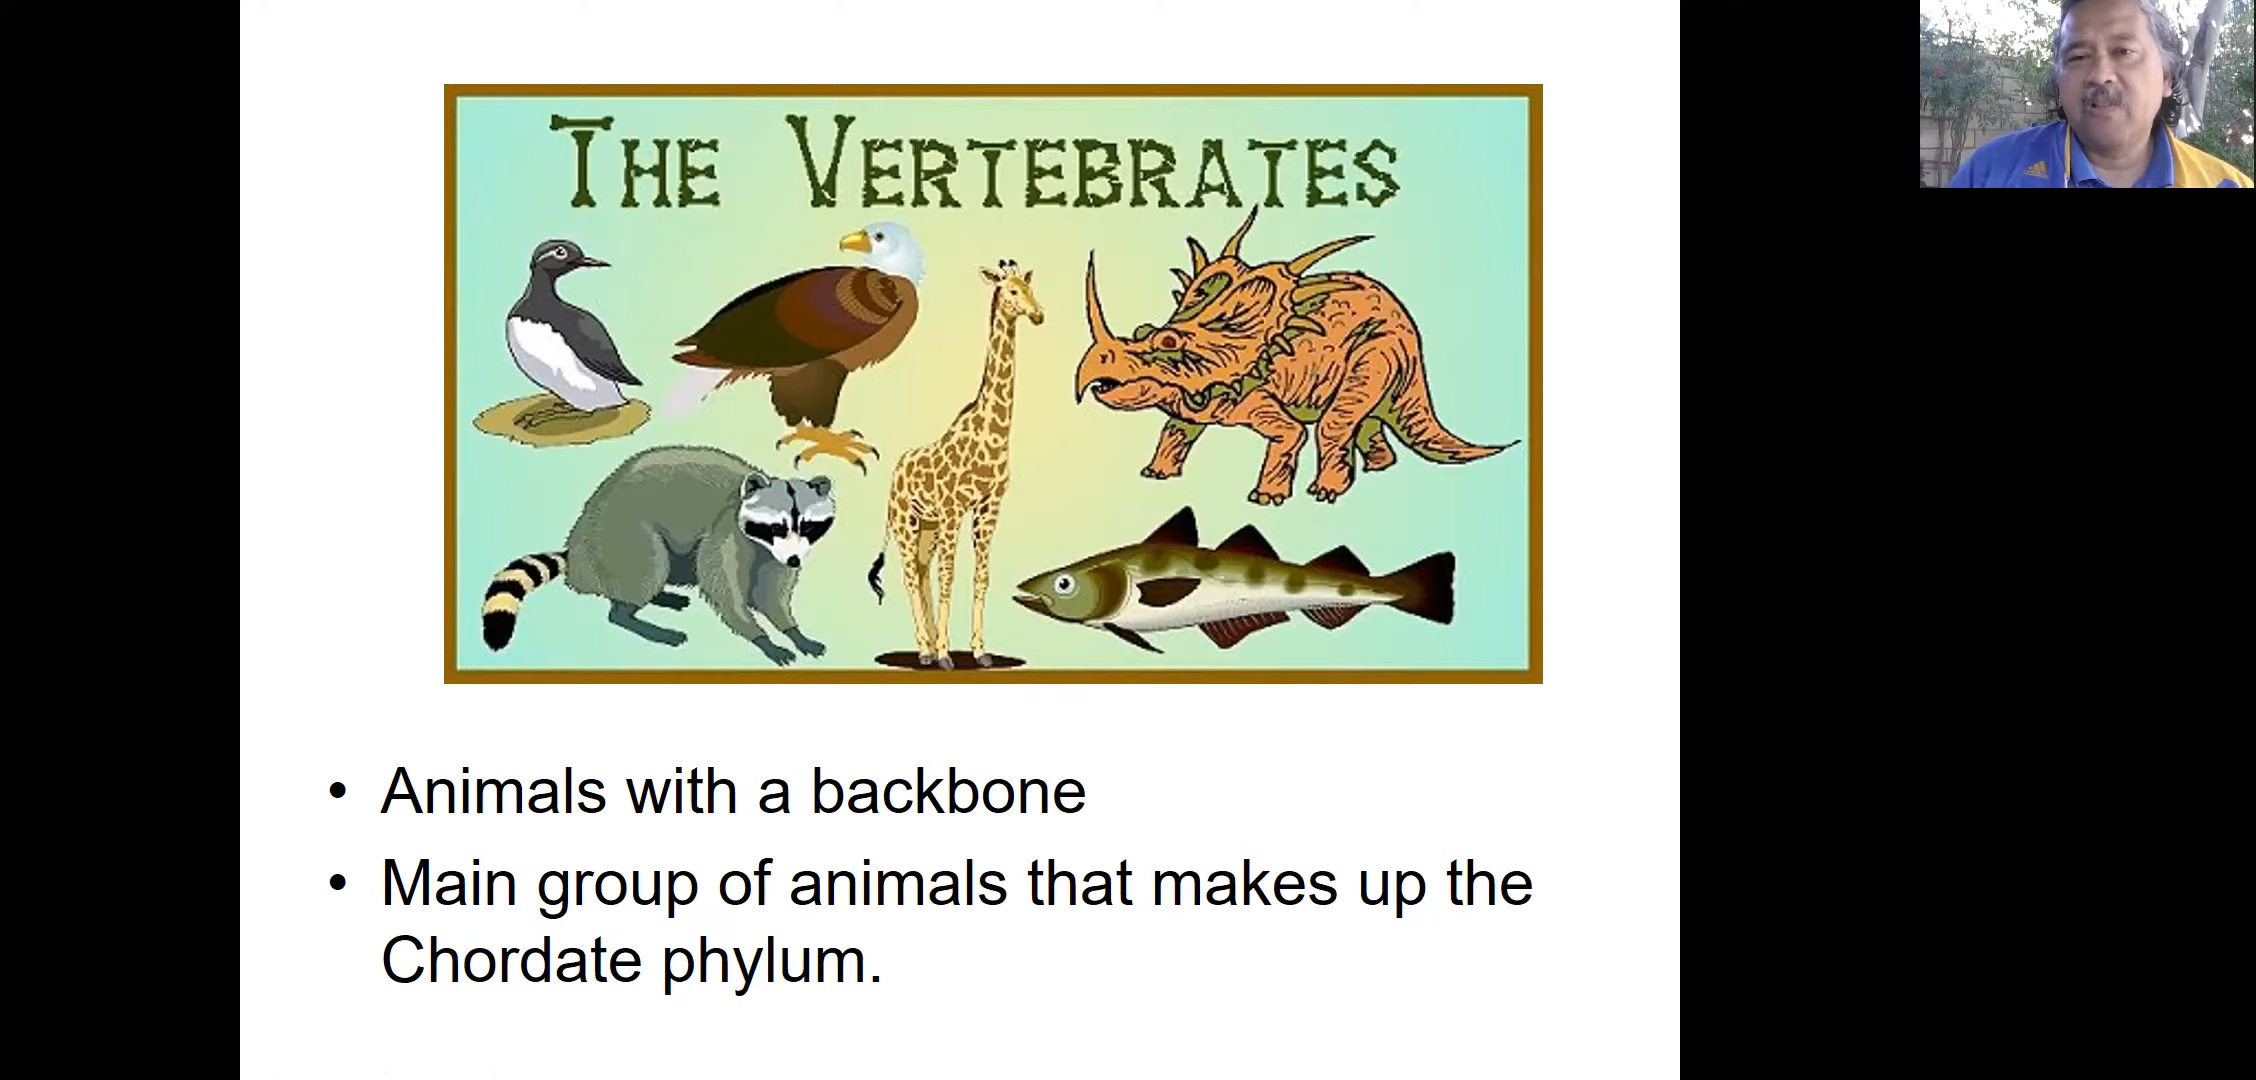 THE VERTEBRATES
• Animals with a backbone
• Main group of animals that makes up the
Chordate phylum.